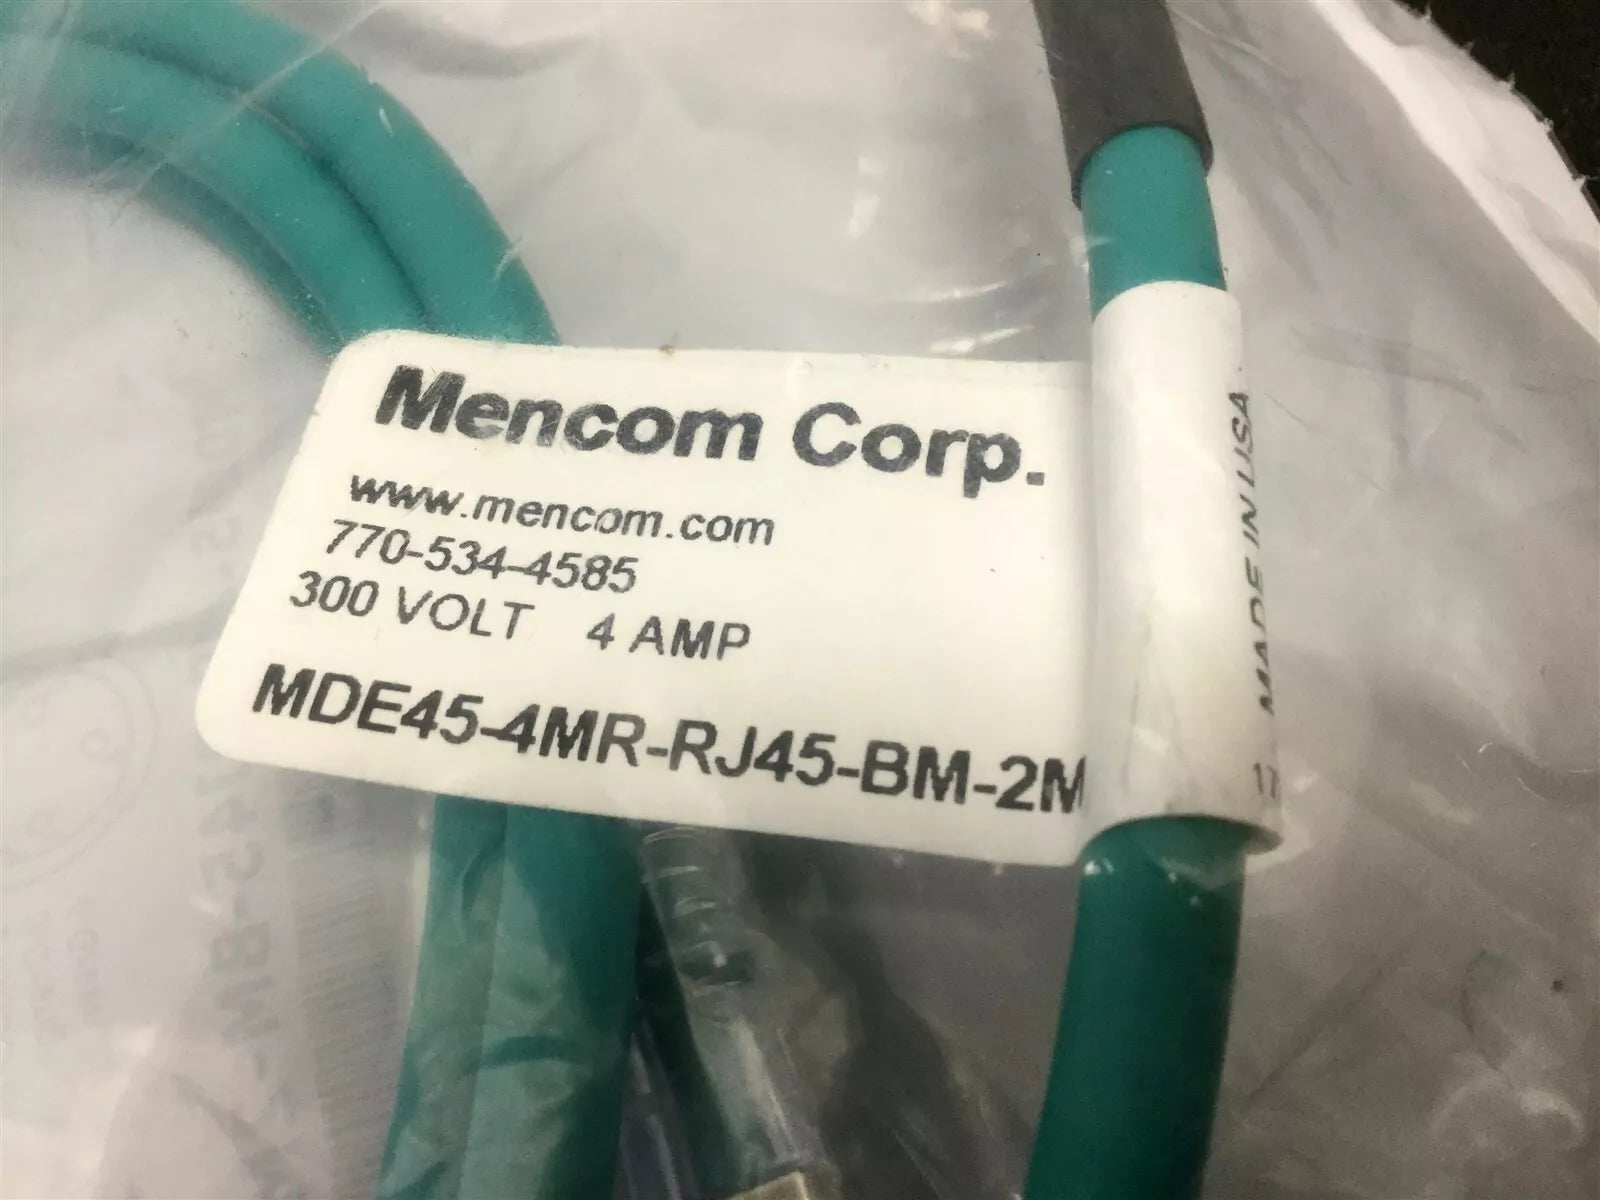 Mencom Corp.
www.mencom.com
770-534-4585
300 VOLT 4 AMP
MDE45-4MR-RJ45-BM-2M
MADE IN USA